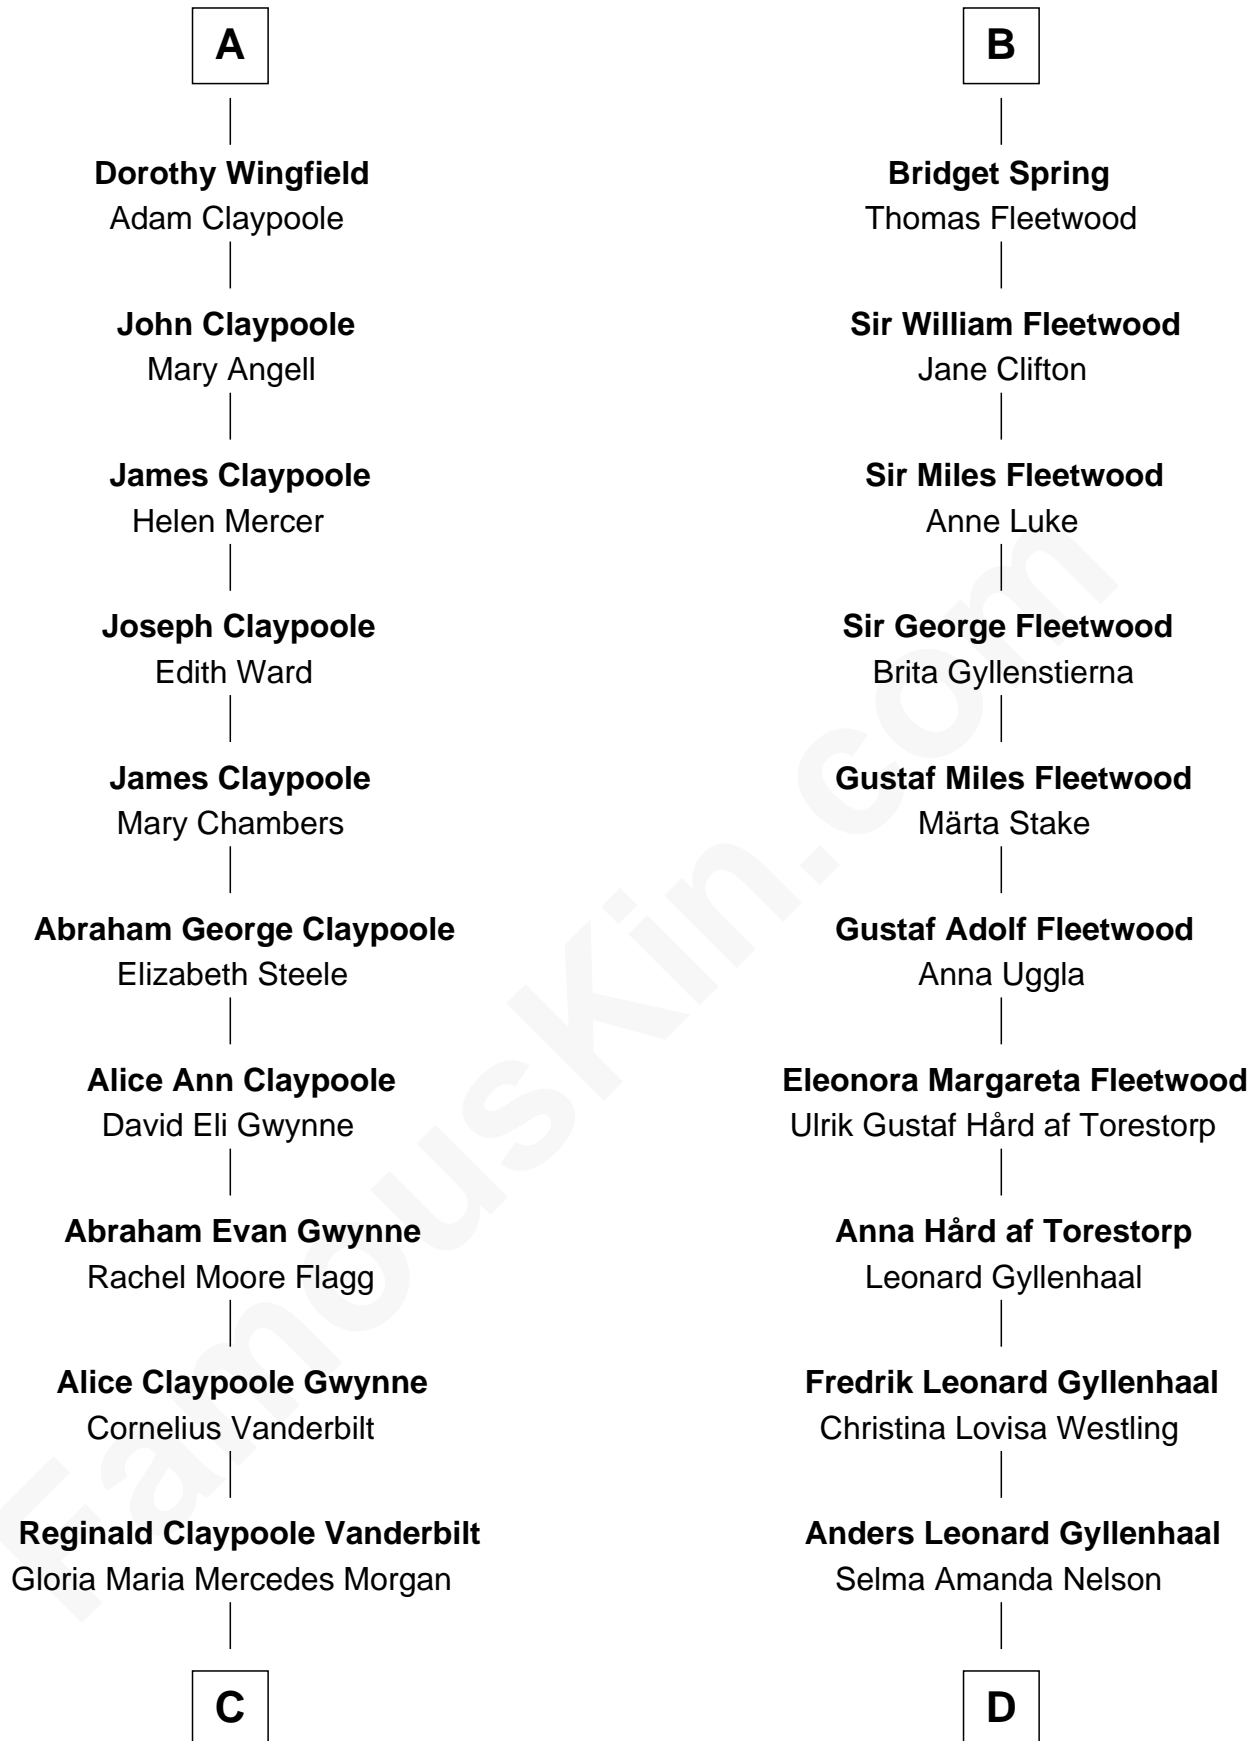 A
Dorothy Wingfield
Adam Claypoole
John Claypoole
Mary Angell
James Claypoole
Helen Mercer
Joseph Claypoole
Edith Ward
James Claypoole
Mary Chambers
Abraham George Claypoole
Elizabeth Steele
Alice Ann Claypoole
David Eli Gwynne
Abraham Evan Gwynne
Rachel Moore Flagg
Alice Claypoole Gwynne
Cornelius Vanderbilt
Reginald Claypoole Vanderbilt
Gloria Maria Mercedes Morgan
C
B
Bridget Spring
Thomas Fleetwood
Sir William Fleetwood
Jane Clifton
Sir Miles Fleetwood
Anne Luke
Sir George Fleetwood
Brita Gyllenstierna
Gustaf Miles Fleetwood
Märta Stake
Gustaf Adolf Fleetwood
Anna Uggla
Eleonora Margareta Fleetwood
Ulrik Gustaf Hård af Torestorp
Anna Hård af Torestorp
Leonard Gyllenhaal
Fredrik Leonard Gyllenhaal
Christina Lovisa Westling
Anders Leonard Gyllenhaal
Selma Amanda Nelson
D
FamousKin.com